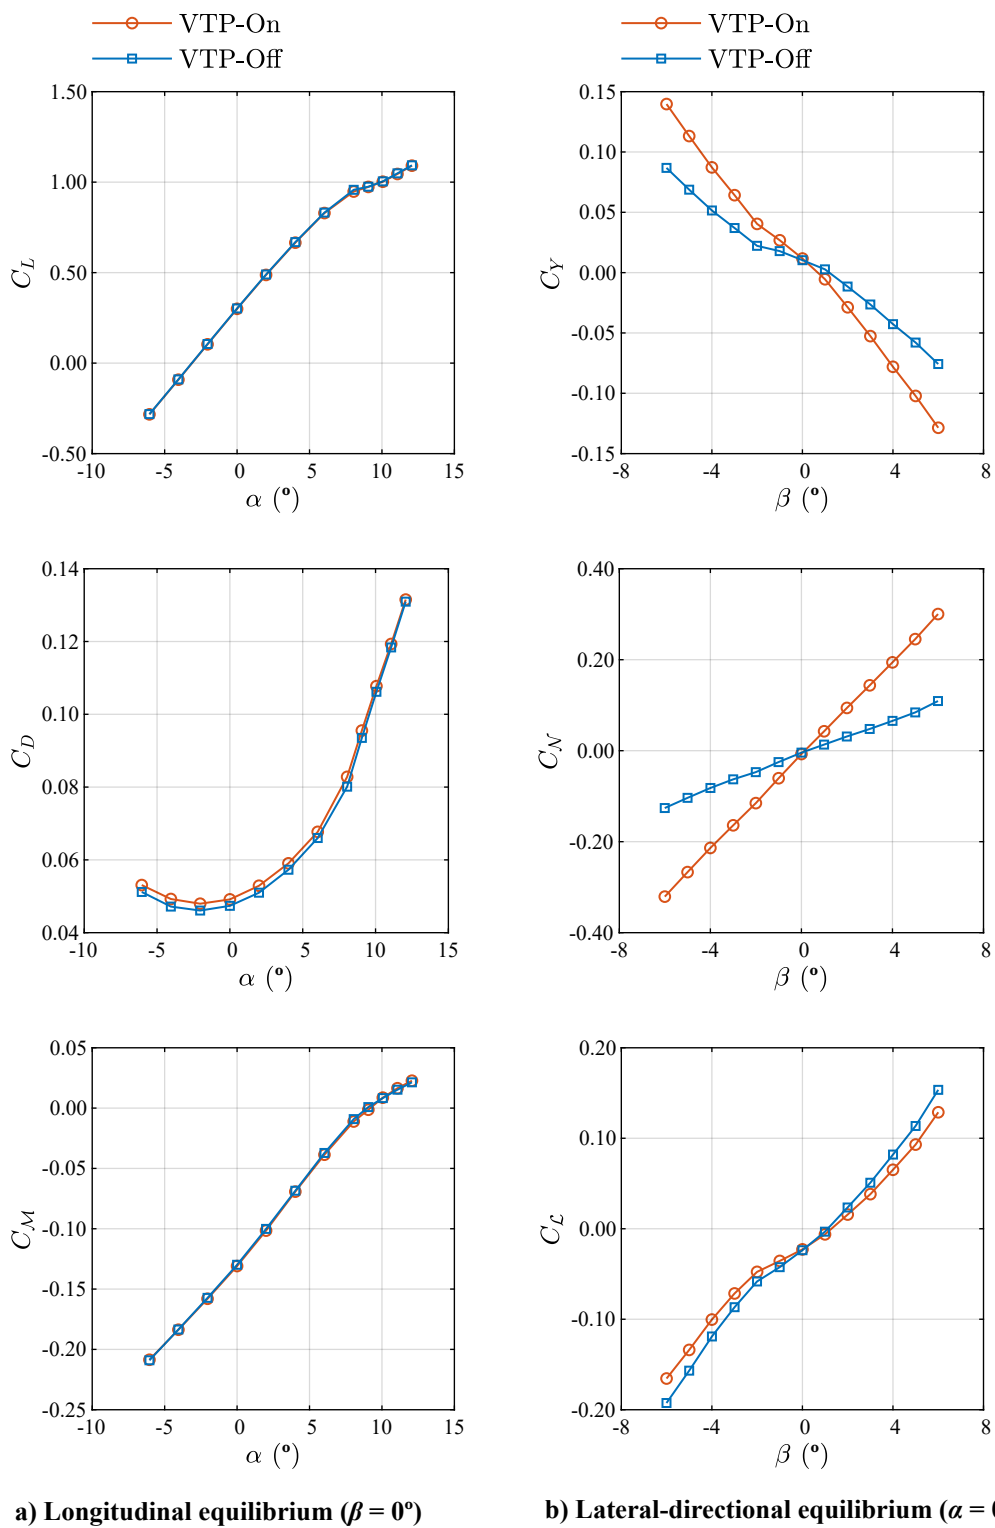 VTP-On
VTP-Off
1.50
1.00
0.50
0.00
-0.50
-10 -5 0 5 10 15
C_L
α (º)
VTP-On
VTP-Off
0.15
0.10
0.05
0.00
-0.05
-0.10
-0.15
-8 -4 0 4 8
C_Y
β (º)
0.14
0.12
0.10
0.08
0.06
0.04
-10 -5 0 5 10 15
C_D
α (º)
0.40
0.20
0.00
-0.20
-0.40
-8 -4 0 4 8
C_N
β (º)
0.05
0.00
-0.05
-0.10
-0.15
-0.20
-0.25
-10 -5 0 5 10 15
C_M
α (º)
0.20
0.10
0.00
-0.10
-0.20
-8 -4 0 4 8
C_ℒ
β (º)
a) Longitudinal equilibrium (β = 0º)
b) Lateral-directional equilibrium (α = 0